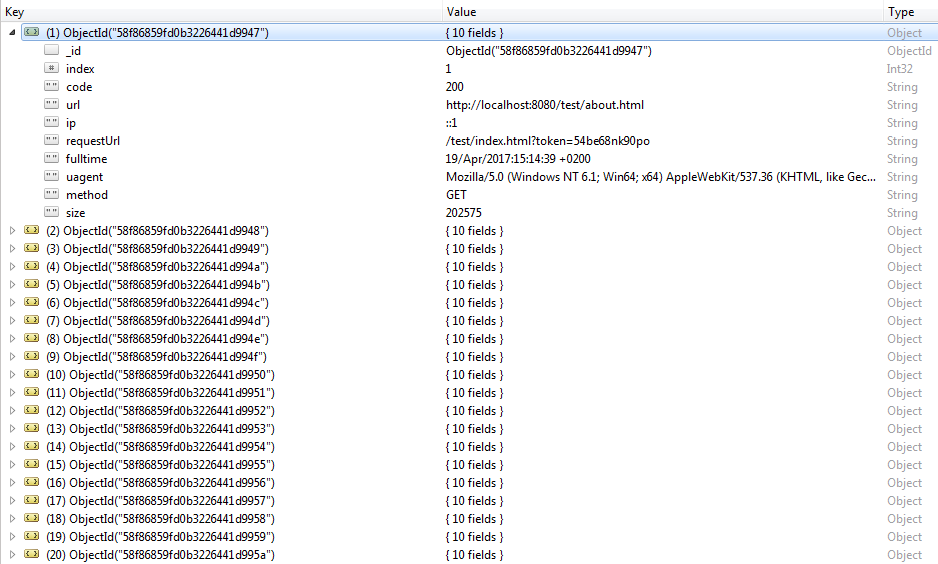 Key Value Type
(1) ObjectId("58f86859fd0b3226441d9947") { 10 fields } Object
_id ObjectId("58f86859fd0b3226441d9947") ObjectId
# index 1 Int32
" " code 200 String
" " url http://localhost:8080/test/about.html String
" " ip ::1 String
" " requestUrl /test/index.html?token=54be68nk90po String
" " fulltime 19/Apr/2017:15:14:39 +0200 String
" " uagent Mozilla/5.0 (Windows NT 6.1; Win64; x64) AppleWebKit/537.36 (KHTML, like Gec... String
" " method GET String
" " size 202575 String
(2) ObjectId("58f86859fd0b3226441d9948") { 10 fields } Object
(3) ObjectId("58f86859fd0b3226441d9949") { 10 fields } Object
(4) ObjectId("58f86859fd0b3226441d994a") { 10 fields } Object
(5) ObjectId("58f86859fd0b3226441d994b") { 10 fields } Object
(6) ObjectId("58f86859fd0b3226441d994c") { 10 fields } Object
(7) ObjectId("58f86859fd0b3226441d994d") { 10 fields } Object
(8) ObjectId("58f86859fd0b3226441d994e") { 10 fields } Object
(9) ObjectId("58f86859fd0b3226441d994f") { 10 fields } Object
(10) ObjectId("58f86859fd0b3226441d9950") { 10 fields } Object
(11) ObjectId("58f86859fd0b3226441d9951") { 10 fields } Object
(12) ObjectId("58f86859fd0b3226441d9952") { 10 fields } Object
(13) ObjectId("58f86859fd0b3226441d9953") { 10 fields } Object
(14) ObjectId("58f86859fd0b3226441d9954") { 10 fields } Object
(15) ObjectId("58f86859fd0b3226441d9955") { 10 fields } Object
(16) ObjectId("58f86859fd0b3226441d9956") { 10 fields } Object
(17) ObjectId("58f86859fd0b3226441d9957") { 10 fields } Object
(18) ObjectId("58f86859fd0b3226441d9958") { 10 fields } Object
(19) ObjectId("58f86859fd0b3226441d9959") { 10 fields } Object
(20) ObjectId("58f86859fd0b3226441d995a") { 10 fields } Object